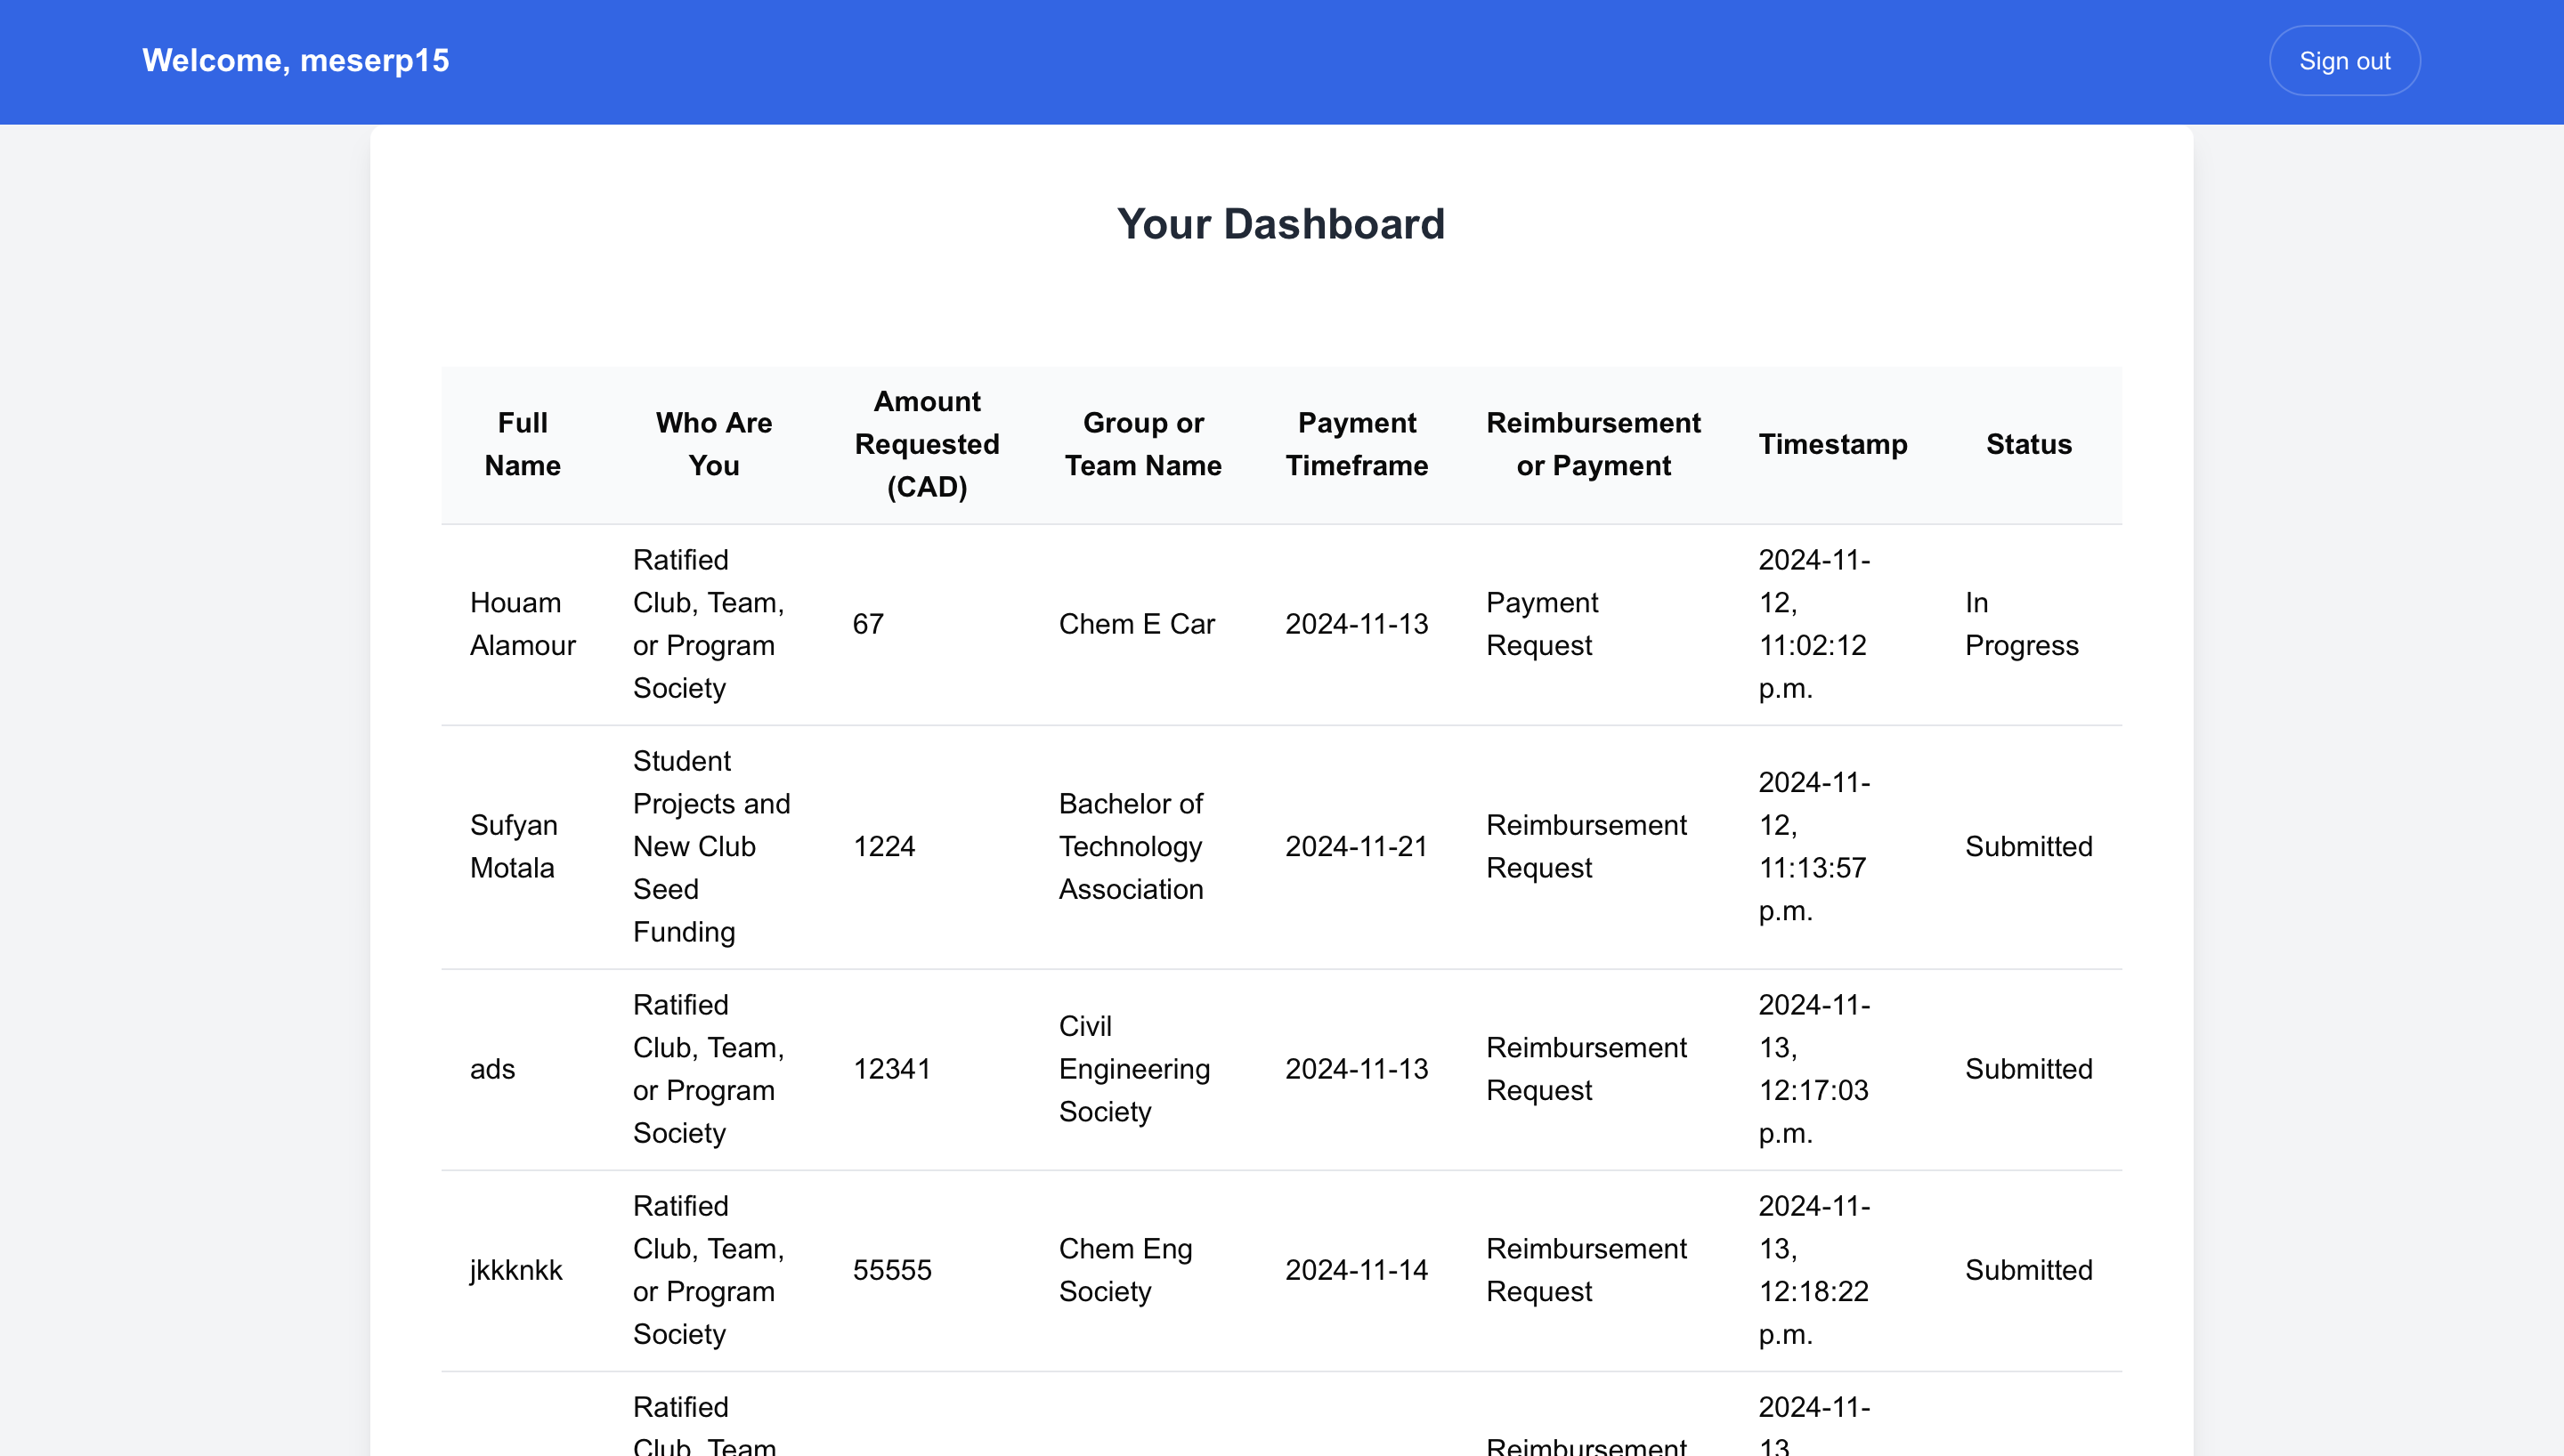 Welcome, meserp15
Sign out
Your Dashboard
Full Name
Who Are You
Amount Requested (CAD)
Group or Team Name
Payment Timeframe
Reimbursement or Payment
Timestamp
Status
Houam Alamour
Ratified Club, Team, or Program Society
67
Chem E Car
2024-11-13
Payment Request
2024-11-12, 11:02:12 p.m.
In Progress
Sufyan Motala
Student Projects and New Club Seed Funding
1224
Bachelor of Technology Association
2024-11-21
Reimbursement Request
2024-11-12, 11:13:57 p.m.
Submitted
ads
Ratified Club, Team, or Program Society
12341
Civil Engineering Society
2024-11-13
Reimbursement Request
2024-11-13, 12:17:03 p.m.
Submitted
jkkknkk
Ratified Club, Team, or Program Society
55555
Chem Eng Society
2024-11-14
Reimbursement Request
2024-11-13, 12:18:22 p.m.
Submitted
Ratified Club, Team
Reimbursement
2024-11-13